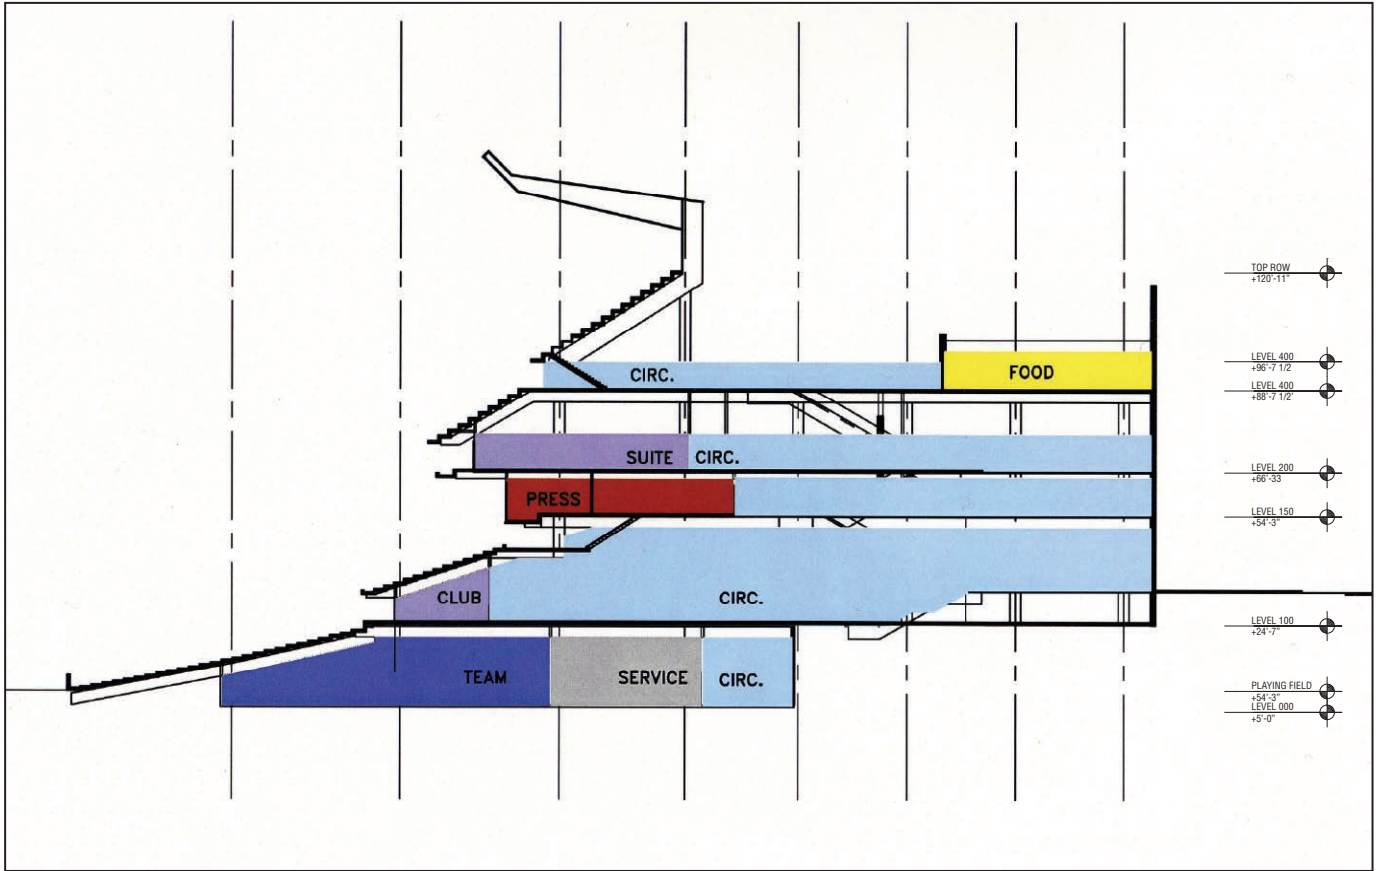 TOP ROW
+120'-11"
CIRC.
FOOD
LEVEL 400
+96'-7 1/2
LEVEL 400
+88'-7 1/2'
SUITE
CIRC.
LEVEL 200
+66'-33
PRESS
LEVEL 150
+54'-3"
CLUB
CIRC.
LEVEL 100
+24'-7"
TEAM
SERVICE
CIRC.
PLAYING FIELD
+54'-3"
LEVEL 000
+5'-0"